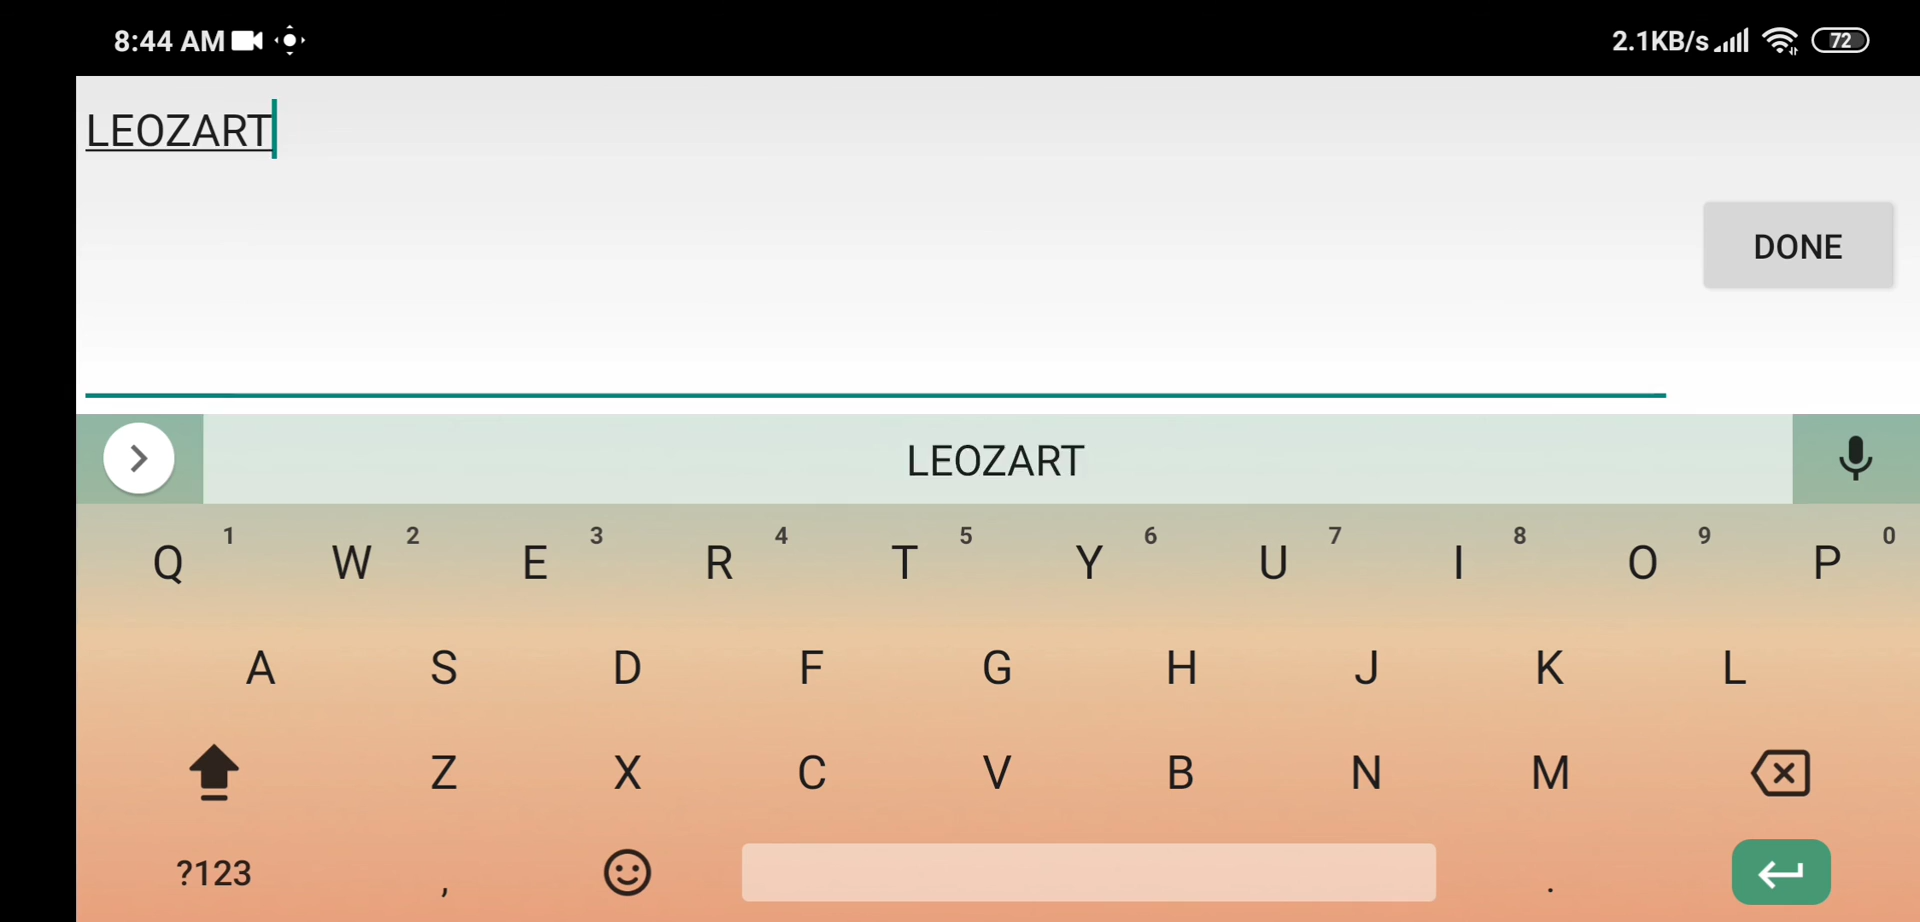 8:44 AM 2.1KB/s 72
LEOZART
DONE
LEOZART
1 2 3 4 5 6 7 8 9 0
Q W E R T Y U I O P
A S D F G H J K L
Z X C V B N M
?123 , .